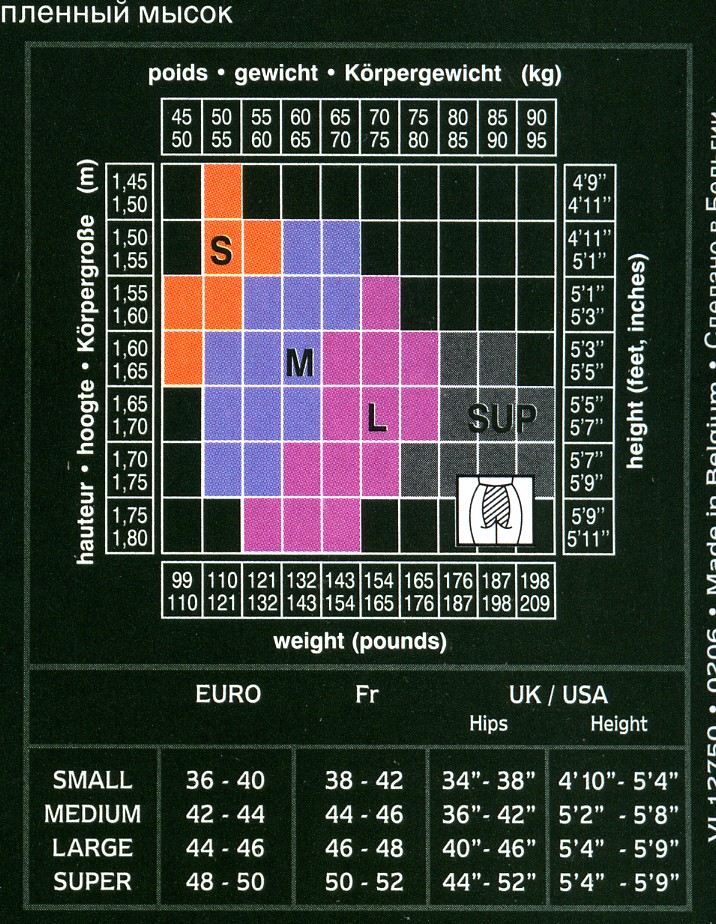 пленный мысок
poids • gewicht • Körpergewicht (kg)
45 50 55 60 65 70 75 80 85 90
50 55 60 65 70 75 80 85 90 95
hauteur • hoogte • Körpergroße (m)
1,45 4'9"
1,50 4'11"
1,50 S 4'11"
1,55 5'1"
1,55 5'1"
1,60 5'3"
1,60 M 5'3"
1,65 5'5"
1,65 L SUP 5'5"
1,70 5'7"
1,70 5'7"
1,75 5'9"
1,75 5'9"
1,80 5'11"
height (feet, inches)
99 110 121 132 143 154 165 176 187 198
110 121 132 143 154 165 176 187 198 209
weight (pounds)
EURO Fr UK / USA
Hips Height
SMALL 36 - 40 38 - 42 34"- 38" 4'10"- 5'4"
MEDIUM 42 - 44 44 - 46 36"- 42" 5'2" - 5'8"
LARGE 44 - 46 46 - 48 40"- 46" 5'4" - 5'9"
SUPER 48 - 50 50 - 52 44"- 52" 5'4" - 5'9"
0206 • Made in Belgium • Сделано в Бельгии